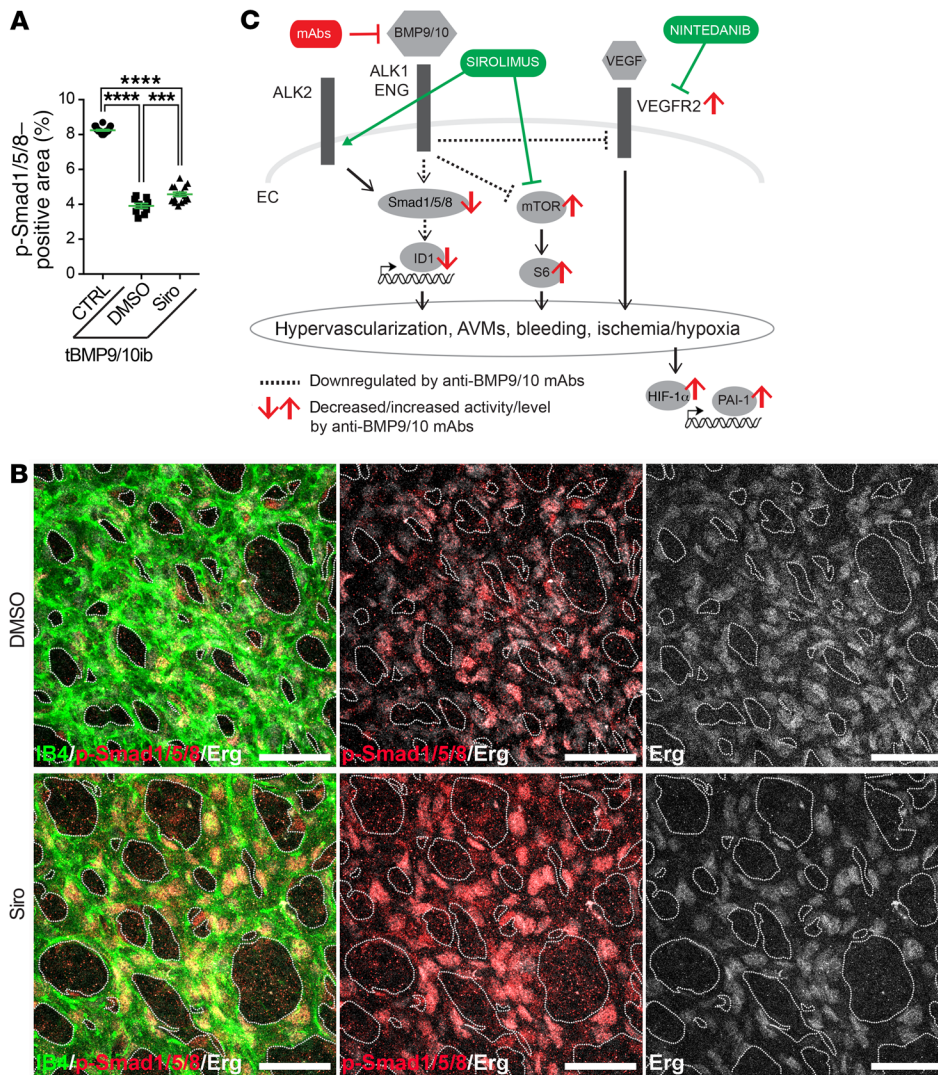 A
p-Smad1/5/8–
positive area (%)
****
**** ***
10
8
6
4
2
0
CTRL
DMSO
Siro
tBMP9/10ib
C
mAbs
BMP9/10
SIROLIMUS
NINTEDANIB
VEGF
ALK2
ALK1
ENG
VEGFR2
EC
Smad1/5/8
mTOR
ID1
S6
Hypervascularization, AVMs, bleeding, ischemia/hypoxia
Downregulated by anti-BMP9/10 mAbs
Decreased/increased activity/level
by anti-BMP9/10 mAbs
HIF-1α
PAI-1
B
DMSO
IB4/p-Smad1/5/8/Erg
p-Smad1/5/8/Erg
Erg
Siro
IB4/p-Smad1/5/8/Erg
p-Smad1/5/8/Erg
Erg